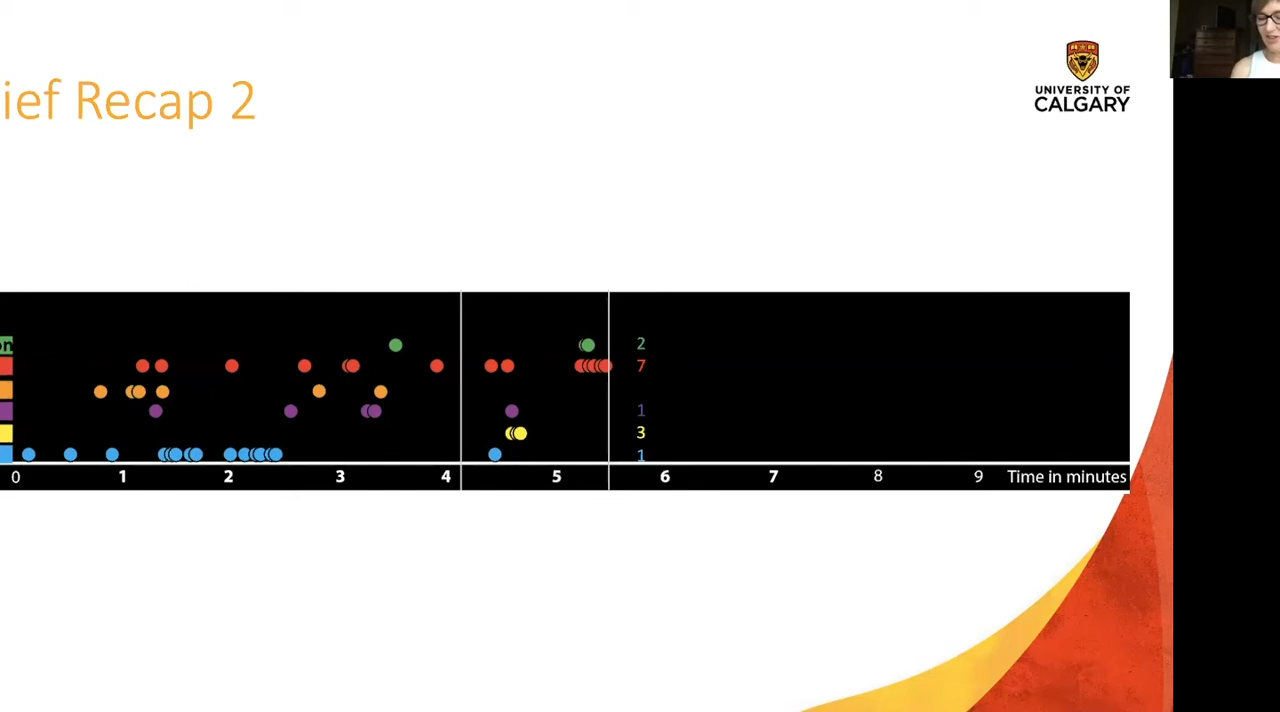 ief Recap 2
UNIVERSITY OF
CALGARY
on
2
7
1
3
1
0 1 2 3 4 5 6 7 8 9 Time in minutes